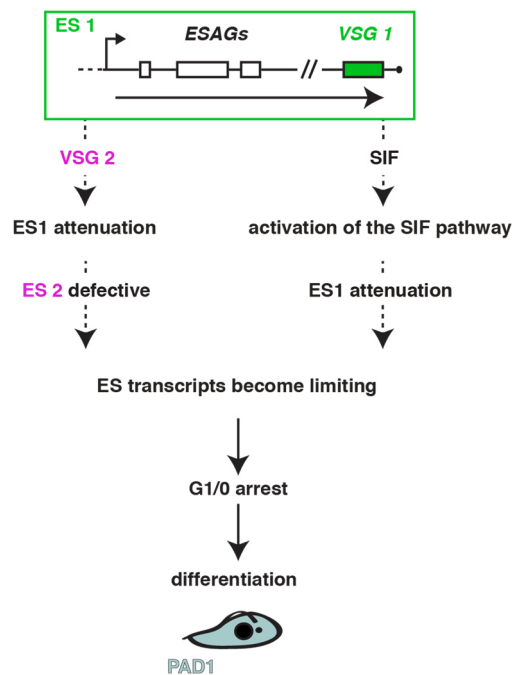 ES 1
ESAGs
VSG 1
VSG 2
SIF
ES1 attenuation
activation of the SIF pathway
ES 2 defective
ES1 attenuation
ES transcripts become limiting
G1/0 arrest
differentiation
PAD1